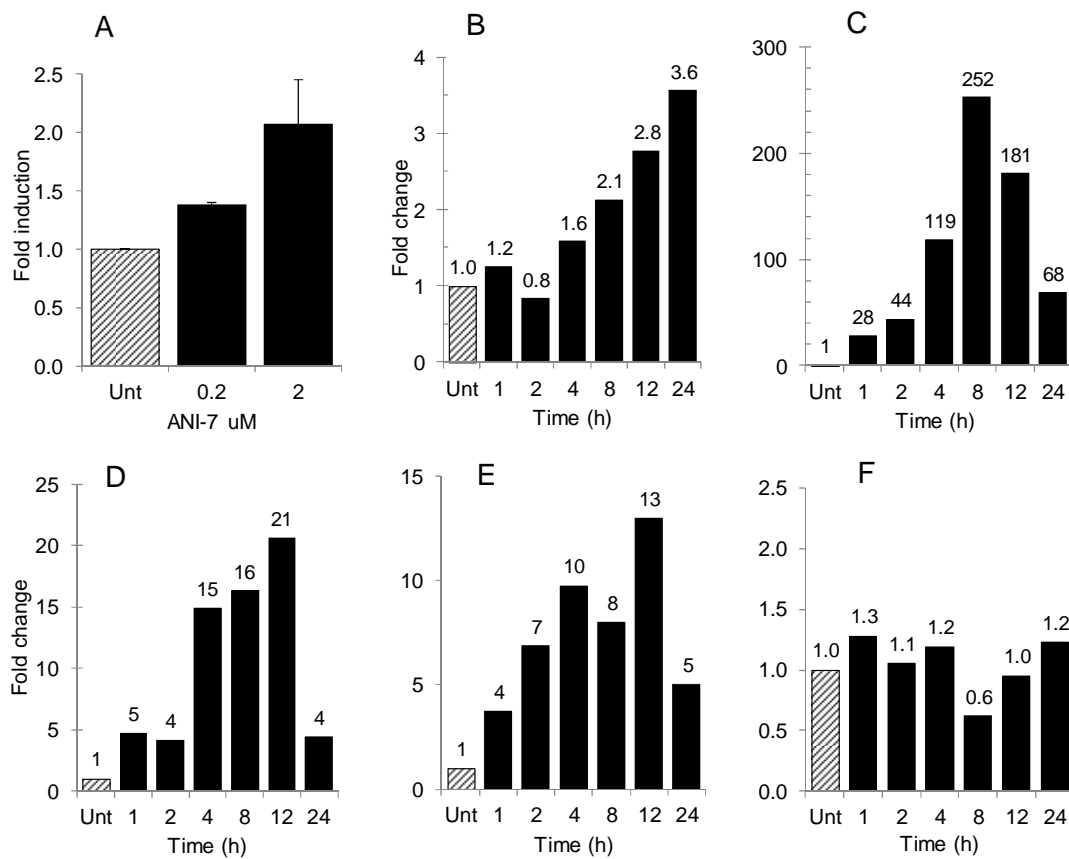 A
Fold induction
2.5
2.0
1.5
1.0
0.5
0.0
Unt 0.2 2
ANI-7 uM
B
Fold change
4
3
2
1
0
1.0 1.2 0.8 1.6 2.1 2.8 3.6
Unt 1 2 4 8 12 24
Time (h)
C
300
200
100
0
1 28 44 119 252 181 68
Unt 1 2 4 8 12 24
Time (h)
D
Fold change
25
20
15
10
5
0
1 5 4 15 16 21 4
Unt 1 2 4 8 12 24
Time (h)
E
15
10
5
0
1 4 7 10 8 13 5
Unt 1 2 4 8 12 24
Time (h)
F
2.5
2.0
1.5
1.0
0.5
0.0
1.0 1.3 1.1 1.2 0.6 1.0 1.2
Unt 1 2 4 8 12 24
Time (h)